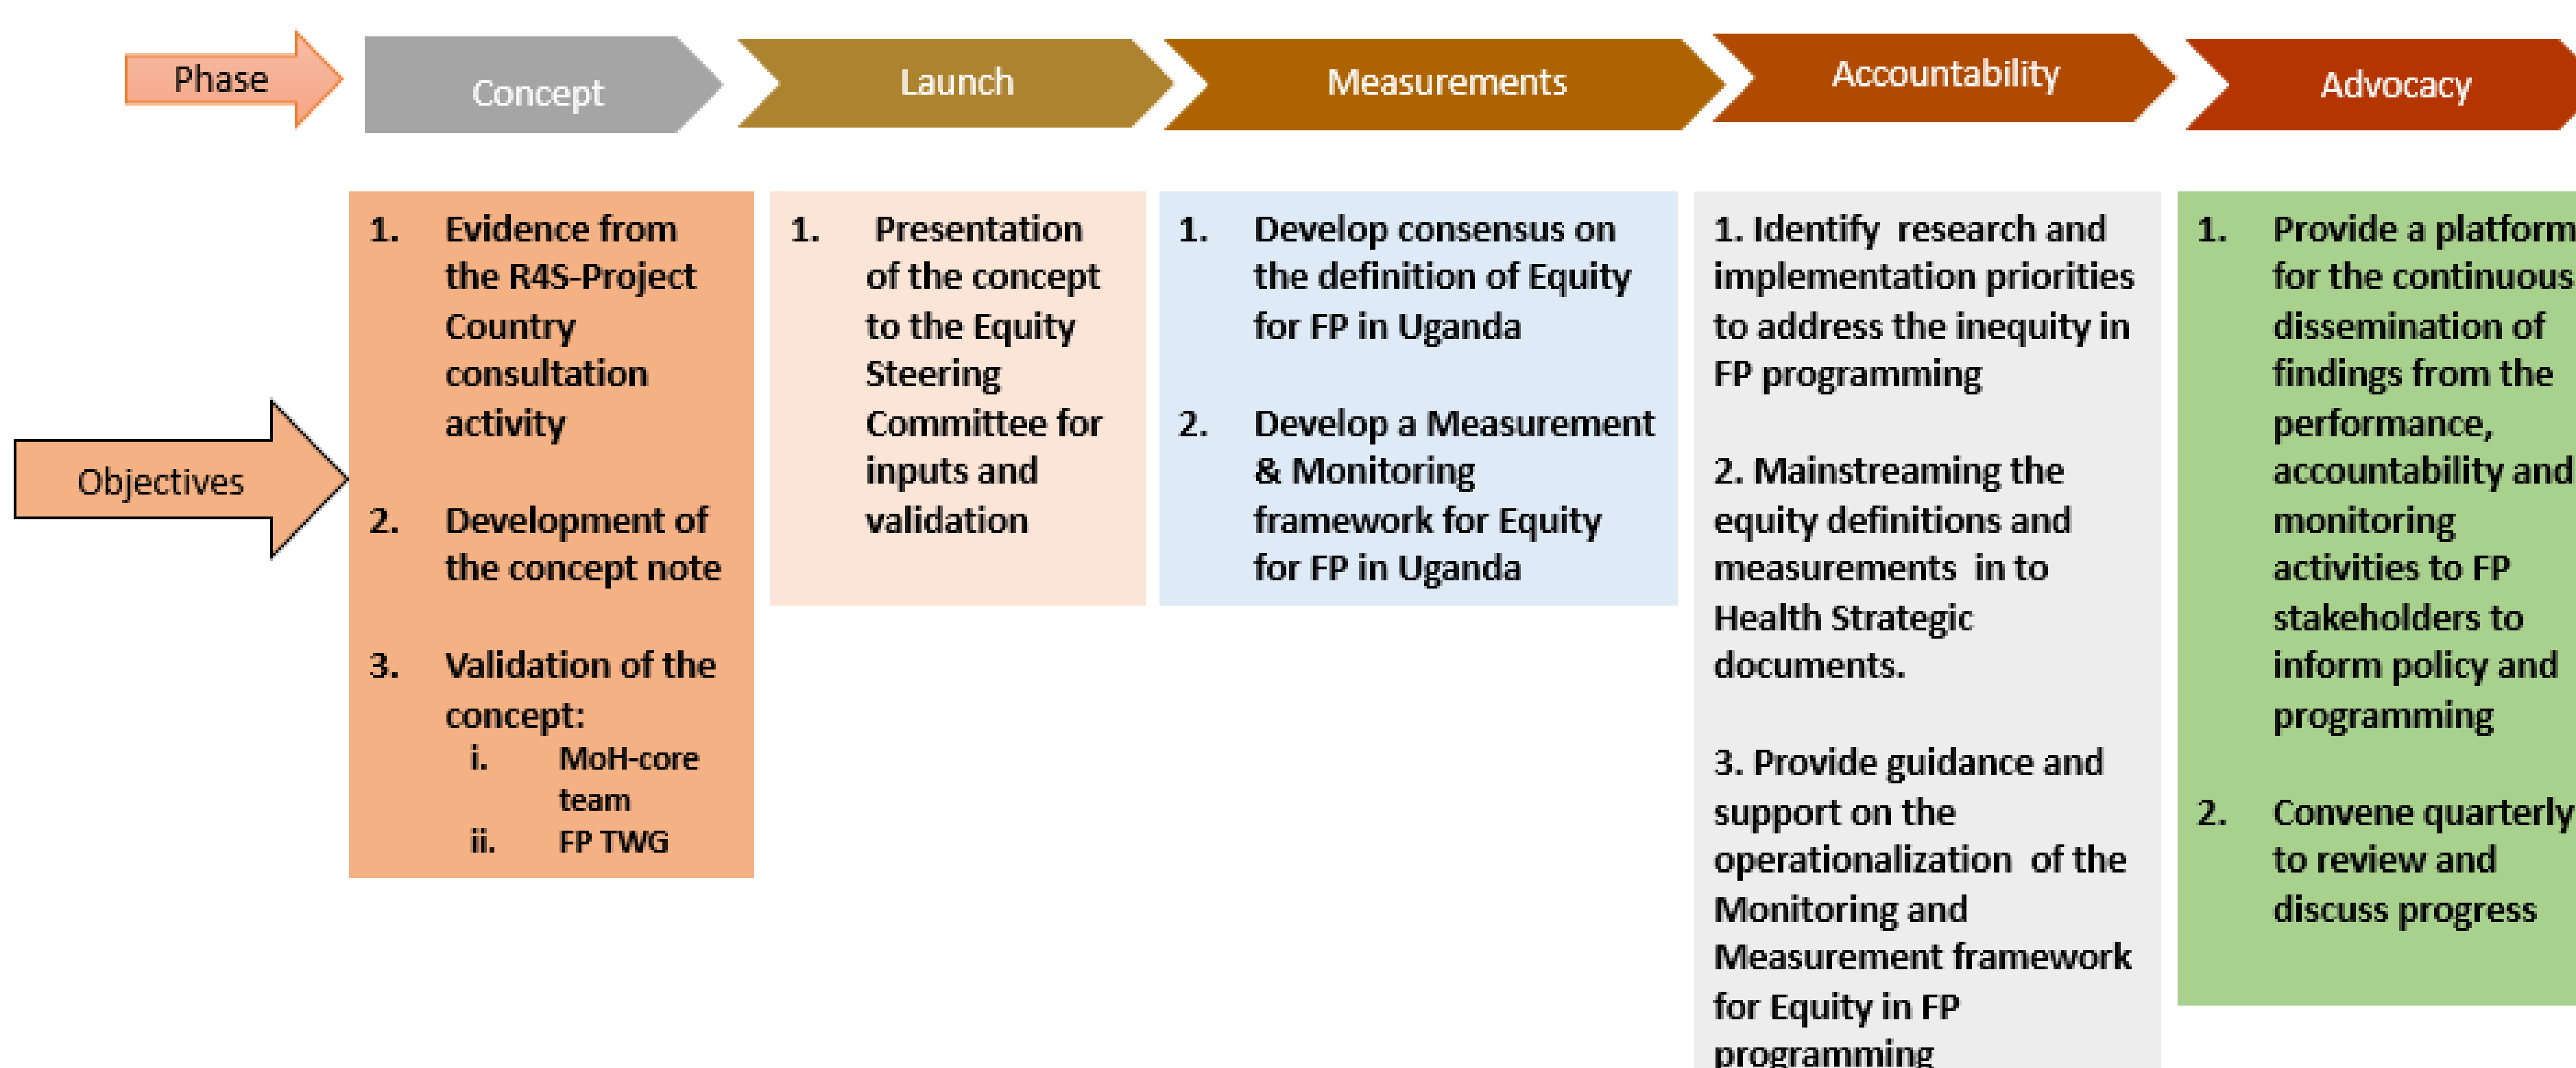 Phase
Concept
Launch
Measurements
Accountability
Advocacy
Objectives
1. Evidence from
the R4S-Project
Country
consultation
activity
2. Development of
the concept note
3. Validation of the
concept:
i. MoH-core
team
ii. FP TWG
1. Presentation
of the concept
to the Equity
Steering
Committee for
inputs and
validation
1. Develop consensus on
the definition of Equity
for FP in Uganda
2. Develop a Measurement
& Monitoring
framework for Equity
for FP in Uganda
1. Identify research and
implementation priorities
to address the inequity in
FP programming
2. Mainstreaming the
equity definitions and
measurements in to
Health Strategic
documents.
3. Provide guidance and
support on the
operationalization of the
Monitoring and
Measurement framework
for Equity in FP
programming
1. Provide a platform
for the continuous
dissemination of
findings from the
performance,
accountability and
monitoring
activities to FP
stakeholders to
inform policy and
programming
2. Convene quarterly
to review and
discuss progress